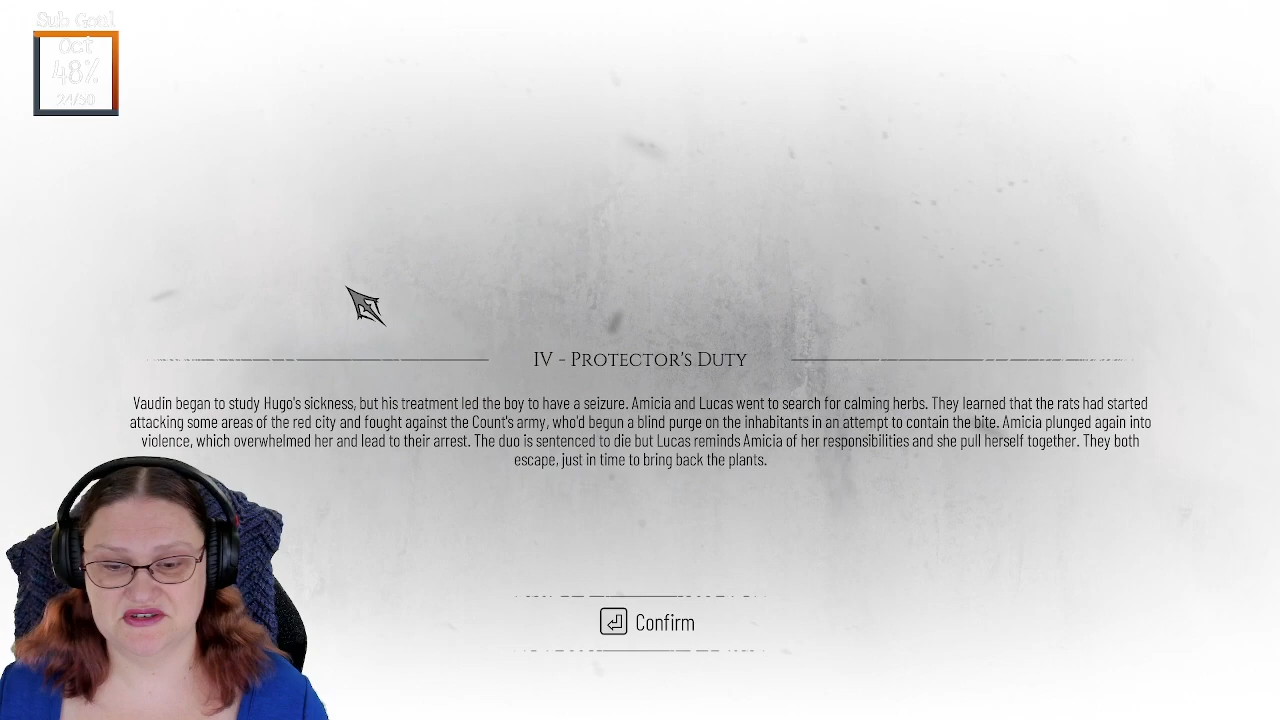 Sub Goal
Oct
48%
24/50
IV - Protector's Duty
Vaudin began to study Hugo's sickness, but his treatment led the boy to have a seizure. Amicia and Lucas went to search for calming herbs. They learned that the rats had started
attacking some areas of the red city and fought against the Count's army, who'd begun a blind purge on the inhabitants in an attempt to contain the bite. Amicia plunged again into
violence, which overwhelmed her and lead to their arrest. The duo is sentenced to die but Lucas reminds Amicia of her responsibilities and she pull herself together. They both
escape, just in time to bring back the plants.
Confirm